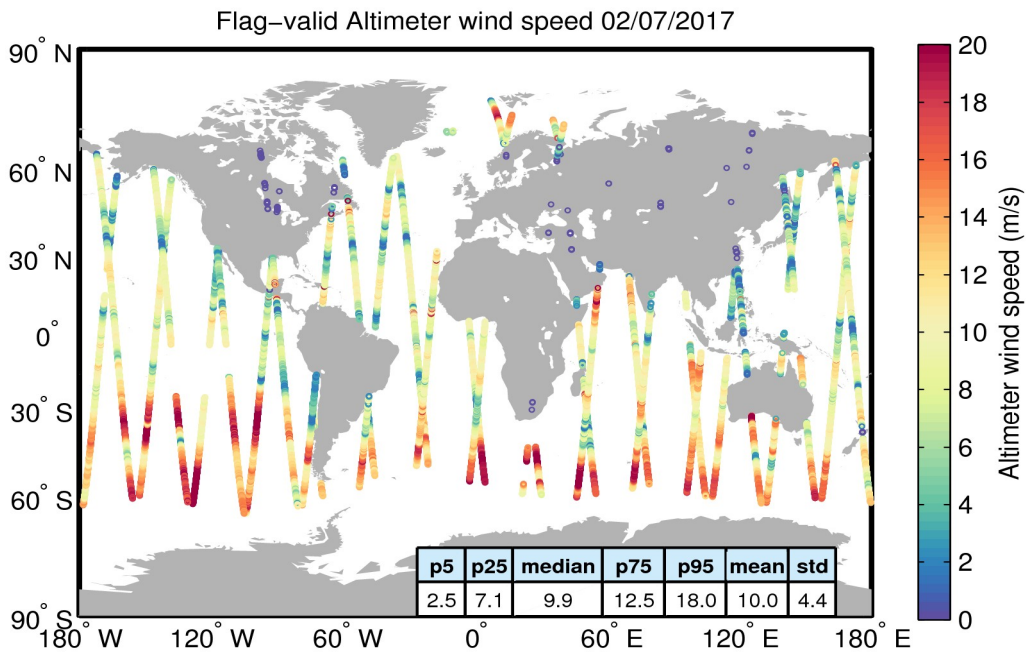 Flag−valid Altimeter wind speed 02/07/2017
90° N
60° N
30° N
0°
30° S
60° S
90° S
180° W
120° W
60° W
0°
60° E
120° E
180° E
p5 p25 median p75 p95 mean std
2.5 7.1 9.9 12.5 18.0 10.0 4.4
20
18
16
14
12
10
8
6
4
2
0
Altimeter wind speed (m/s)